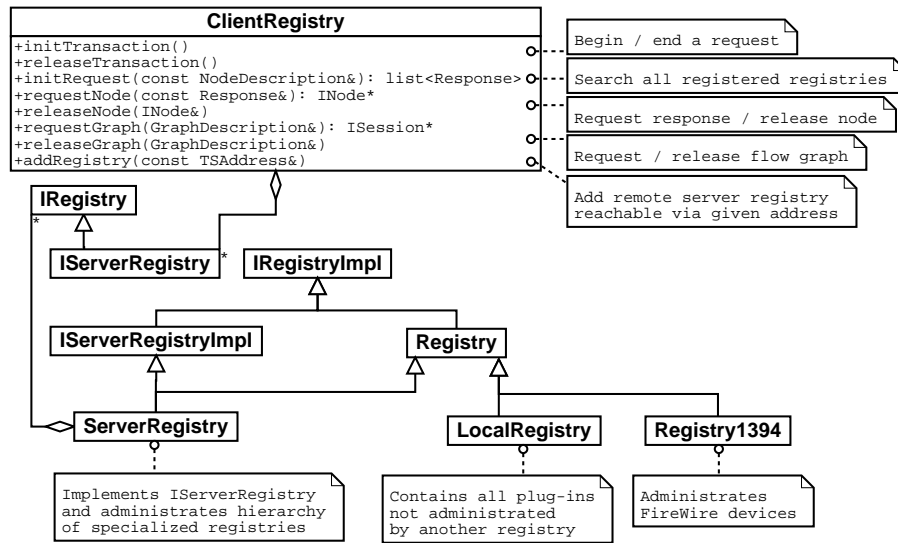 ClientRegistry
+initTransaction()
+releaseTransaction()
+initRequest(const NodeDescription&): list<Response>
+requestNode(const Response&): INode*
+releaseNode(INode&)
+requestGraph(GraphDescription&): ISession*
+releaseGraph(GraphDescription&)
+addRegistry(const TSAddress&)
Begin / end a request
Search all registered registries
Request response / release node
Request / release flow graph
Add remote server registry
reachable via given address
IRegistry
*
IServerRegistry
*
IRegistryImpl
IServerRegistryImpl
Registry
ServerRegistry
LocalRegistry
Registry1394
Implements IServerRegistry
and administrates hierarchy
of specialized registries
Contains all plug-ins
not administrated
by another registry
Administrates
FireWire devices